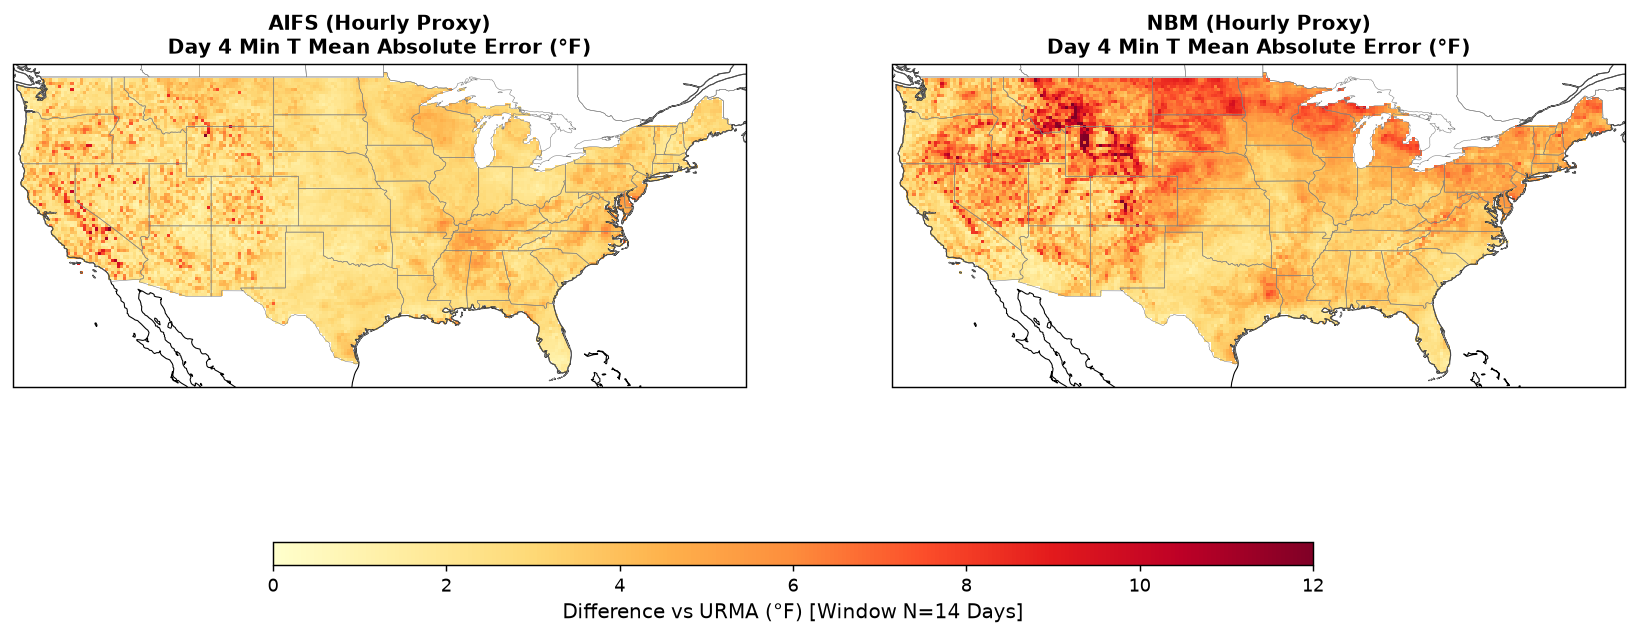 AIFS (Hourly Proxy)
Day 4 Min T Mean Absolute Error (°F)
NBM (Hourly Proxy)
Day 4 Min T Mean Absolute Error (°F)
0 2 4 6 8 10 12
Difference vs URMA (°F) [Window N=14 Days]